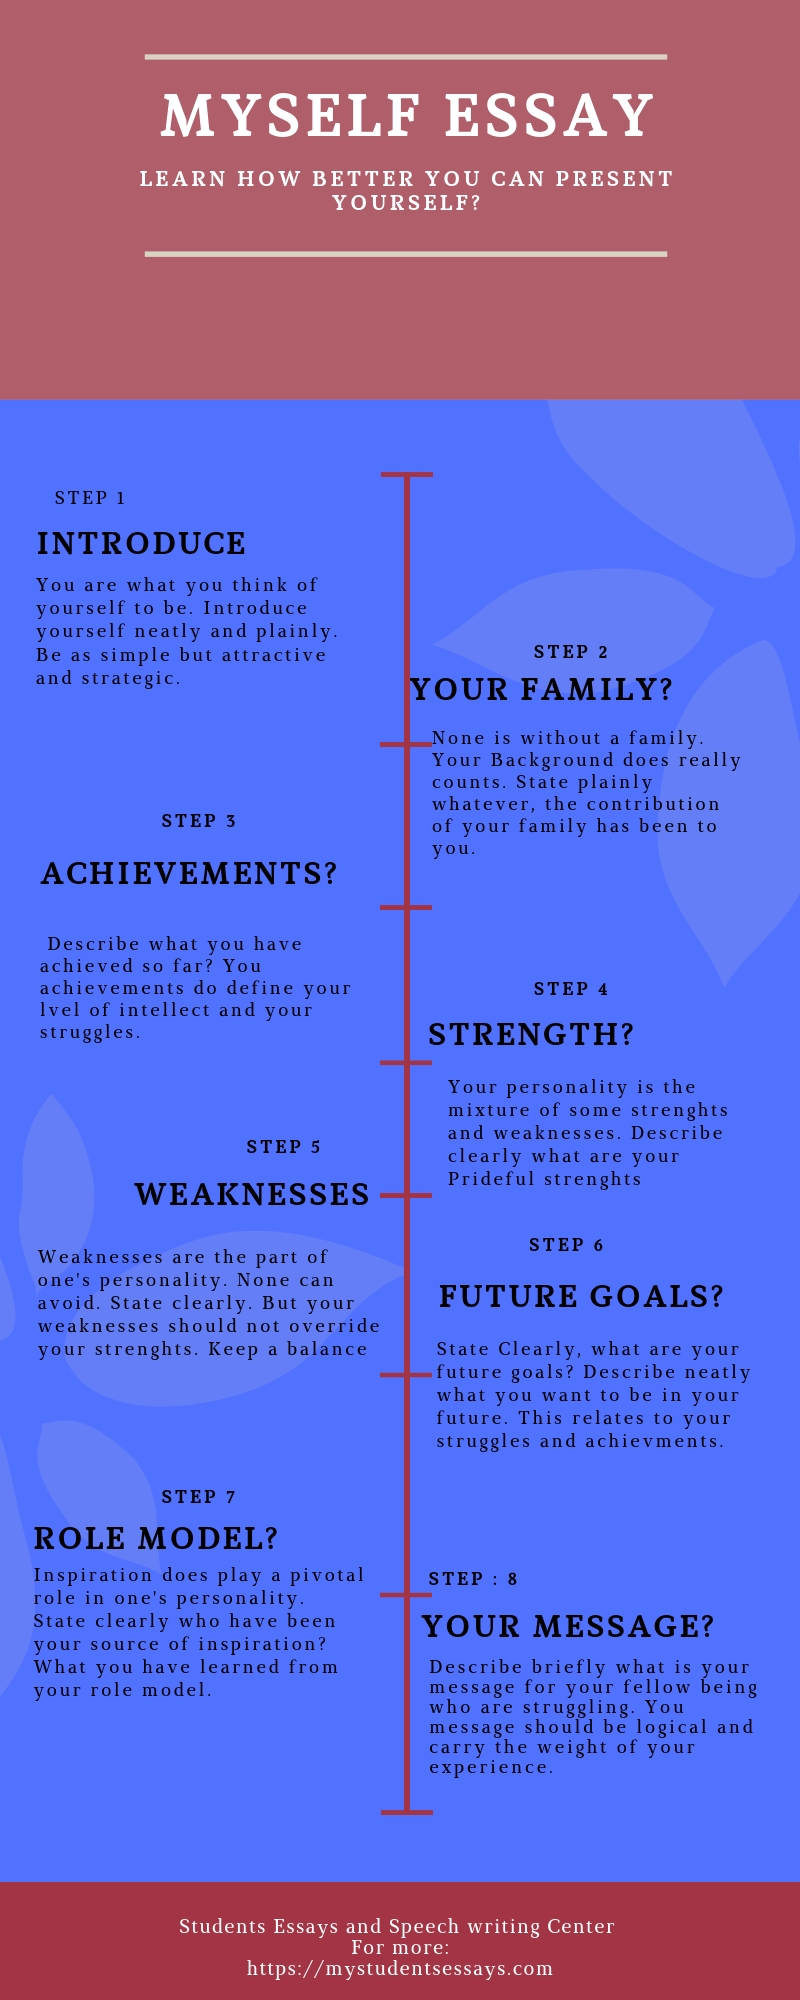 MYSELF ESSAY
LEARN HOW BETTER YOU CAN PRESENT
YOURSELF?
STEP 1
INTRODUCE
You are what you think of
yourself to be. Introduce
yourself neatly and plainly.
Be as simple but attractive
and strategic.
STEP 2
YOUR FAMILY?
None is without a family.
Your Background does really
counts. State plainly
whatever, the contribution
of your family has been to
you.
STEP 3
ACHIEVEMENTS?
Describe what you have
achieved so far? You
achievements do define your
lvel of intellect and your
struggles.
STEP 4
STRENGTH?
Your personality is the
mixture of some strenghts
and weaknesses. Describe
clearly what are your
Prideful strenghts
STEP 5
WEAKNESSES
Weaknesses are the part of
one's personality. None can
avoid. State clearly. But your
weaknesses should not override
your strenghts. Keep a balance
STEP 6
FUTURE GOALS?
State Clearly, what are your
future goals? Describe neatly
what you want to be in your
future. This relates to your
struggles and achievments.
STEP 7
ROLE MODEL?
Inspiration does play a pivotal
role in one's personality.
State clearly who have been
your source of inspiration?
What you have learned from
your role model.
STEP : 8
YOUR MESSAGE?
Describe briefly what is your
message for your fellow being
who are struggling. You
message should be logical and
carry the weight of your
experience.
Students Essays and Speech writing Center
For more:
https://mystudentsessays.com